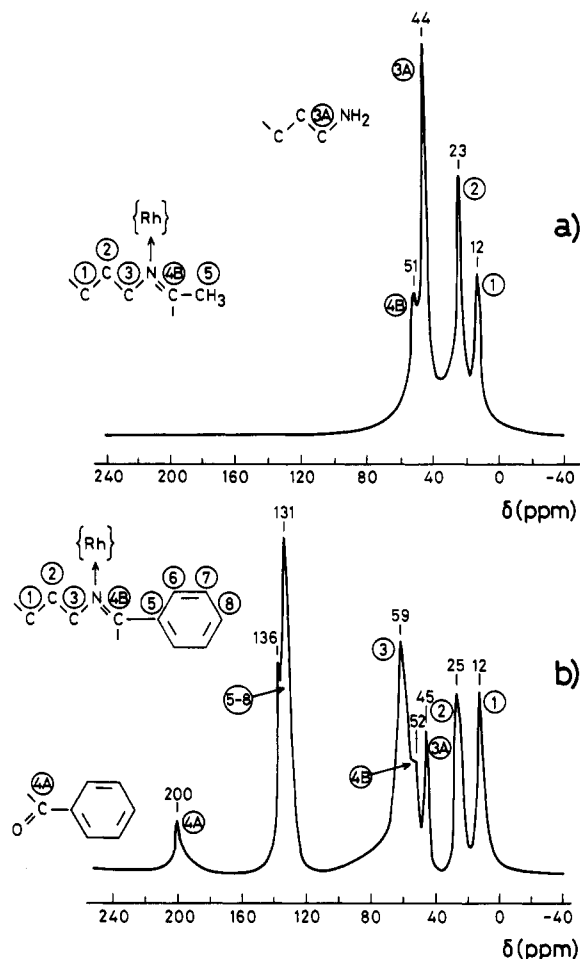 44
3A
C 3A NH₂
C C
23
2
{Rh}
a)
2
12
1 3 N 4B 5
51
1
C C C CH₃
4B
240 200 160 120 80 40 0 -40
δ(ppm)
131
{Rh}
6 7
2
59
1 C 3 N 4B
5 8
136
3
25 12
C C C
45
2
1
5-8
52
b)
3A
4B
4A
200
C
4A
O
240 200 160 120 80 40 0 -40
δ(ppm)